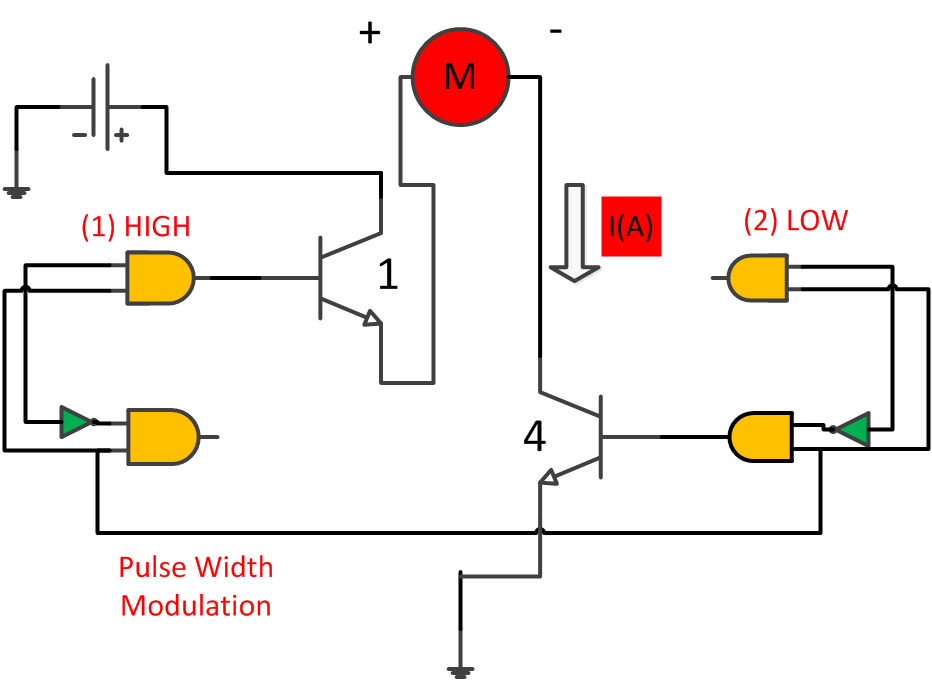 +
-
M
- +
(1) HIGH
I(A)
(2) LOW
1
4
Pulse Width
Modulation